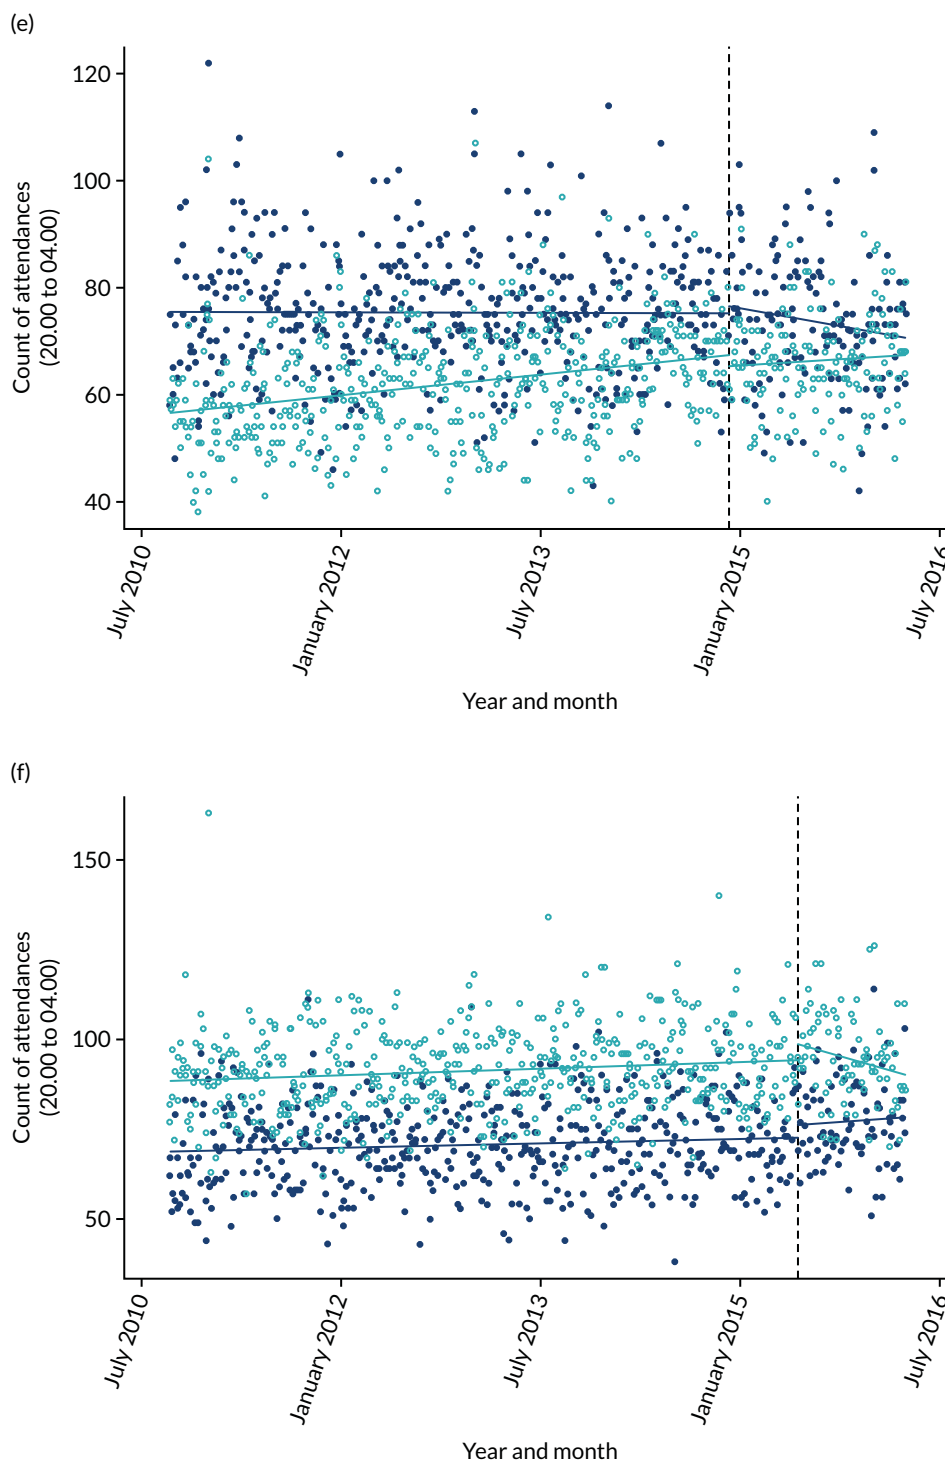 (e)
120
100
80
60
40
Count of attendances
(20.00 to 04.00)
July 2010
January 2012
July 2013
January 2015
July 2016
Year and month
(f)
150
100
50
Count of attendances
(20.00 to 04.00)
July 2010
January 2012
July 2013
January 2015
July 2016
Year and month